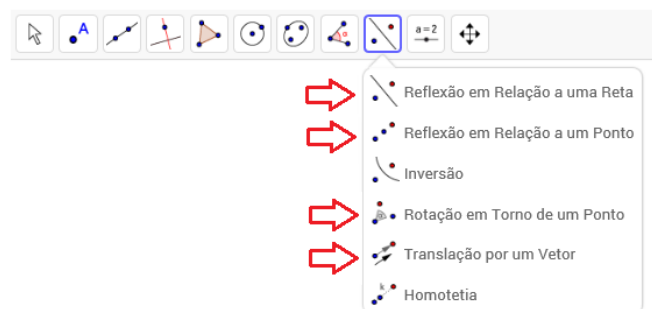 A
α
a=2
Reflexão em Relação a uma Reta
Reflexão em Relação a um Ponto
Inversão
Rotação em Torno de um Ponto
Translação por um Vetor
k
Homotetia